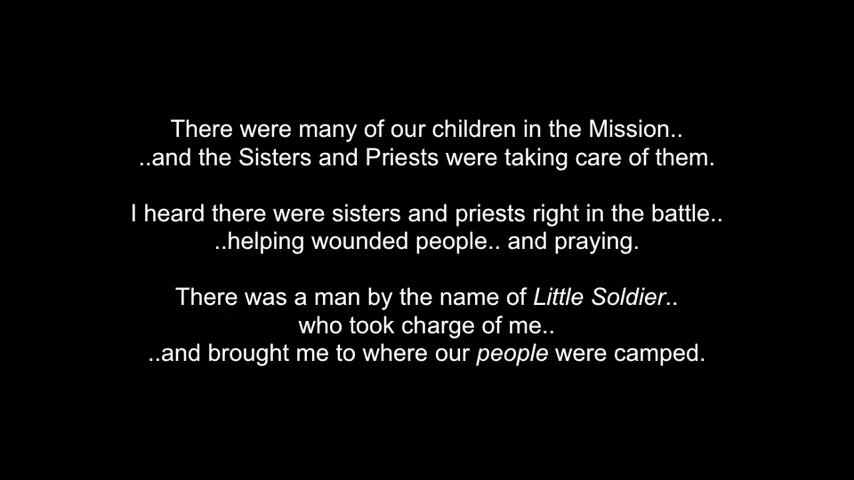 There were many of our children in the Mission..
..and the Sisters and Priests were taking care of them.
I heard there were sisters and priests right in the battle..
..helping wounded people.. and praying.
There was a man by the name of Little Soldier..
who took charge of me..
..and brought me to where our people were camped.